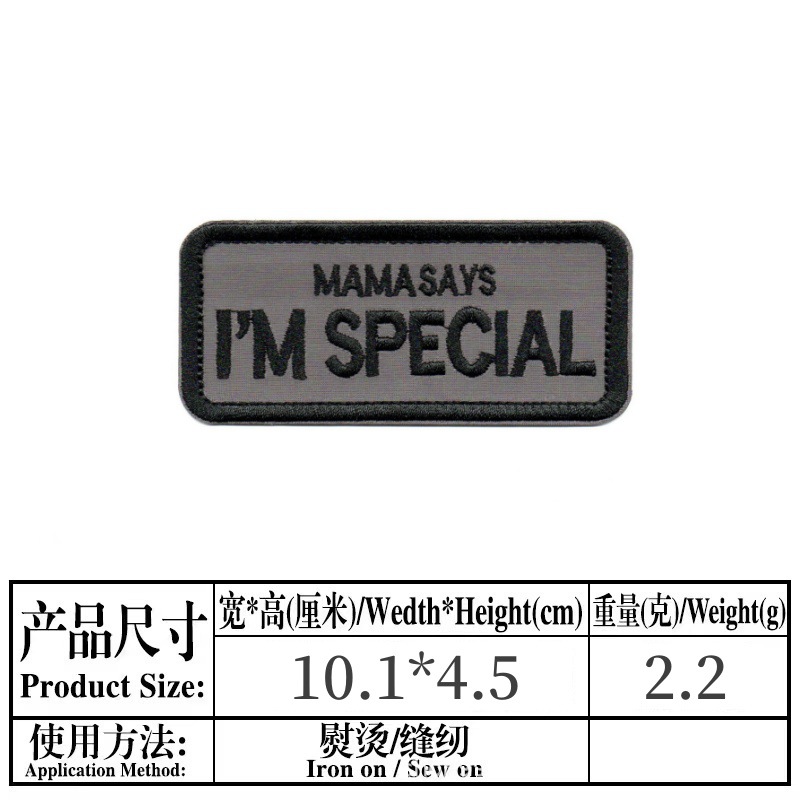 MAMA SAYS
I'M SPECIAL
产品尺寸
Product Size:
宽*高(厘米)/Wedth*Height(cm)
重量(克)/Weight(g)
10.1*4.5
2.2
使用方法:
Application Method:
熨烫/缝纫
Iron on / Sew on